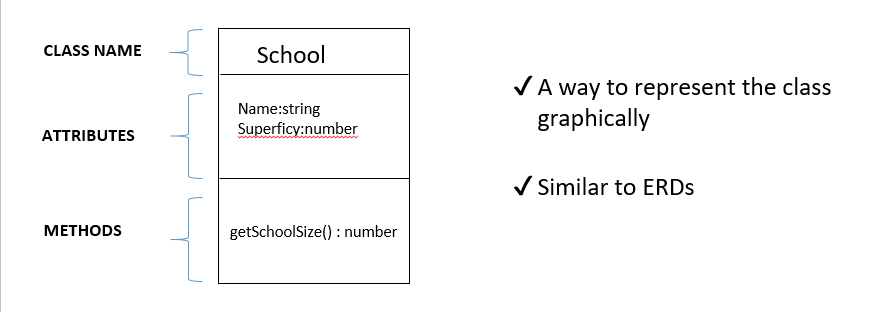 CLASS NAME
School
ATTRIBUTES
Name:string
Superficy:number
METHODS
getSchoolSize() : number
✓ A way to represent the class
graphically
✓ Similar to ERDs